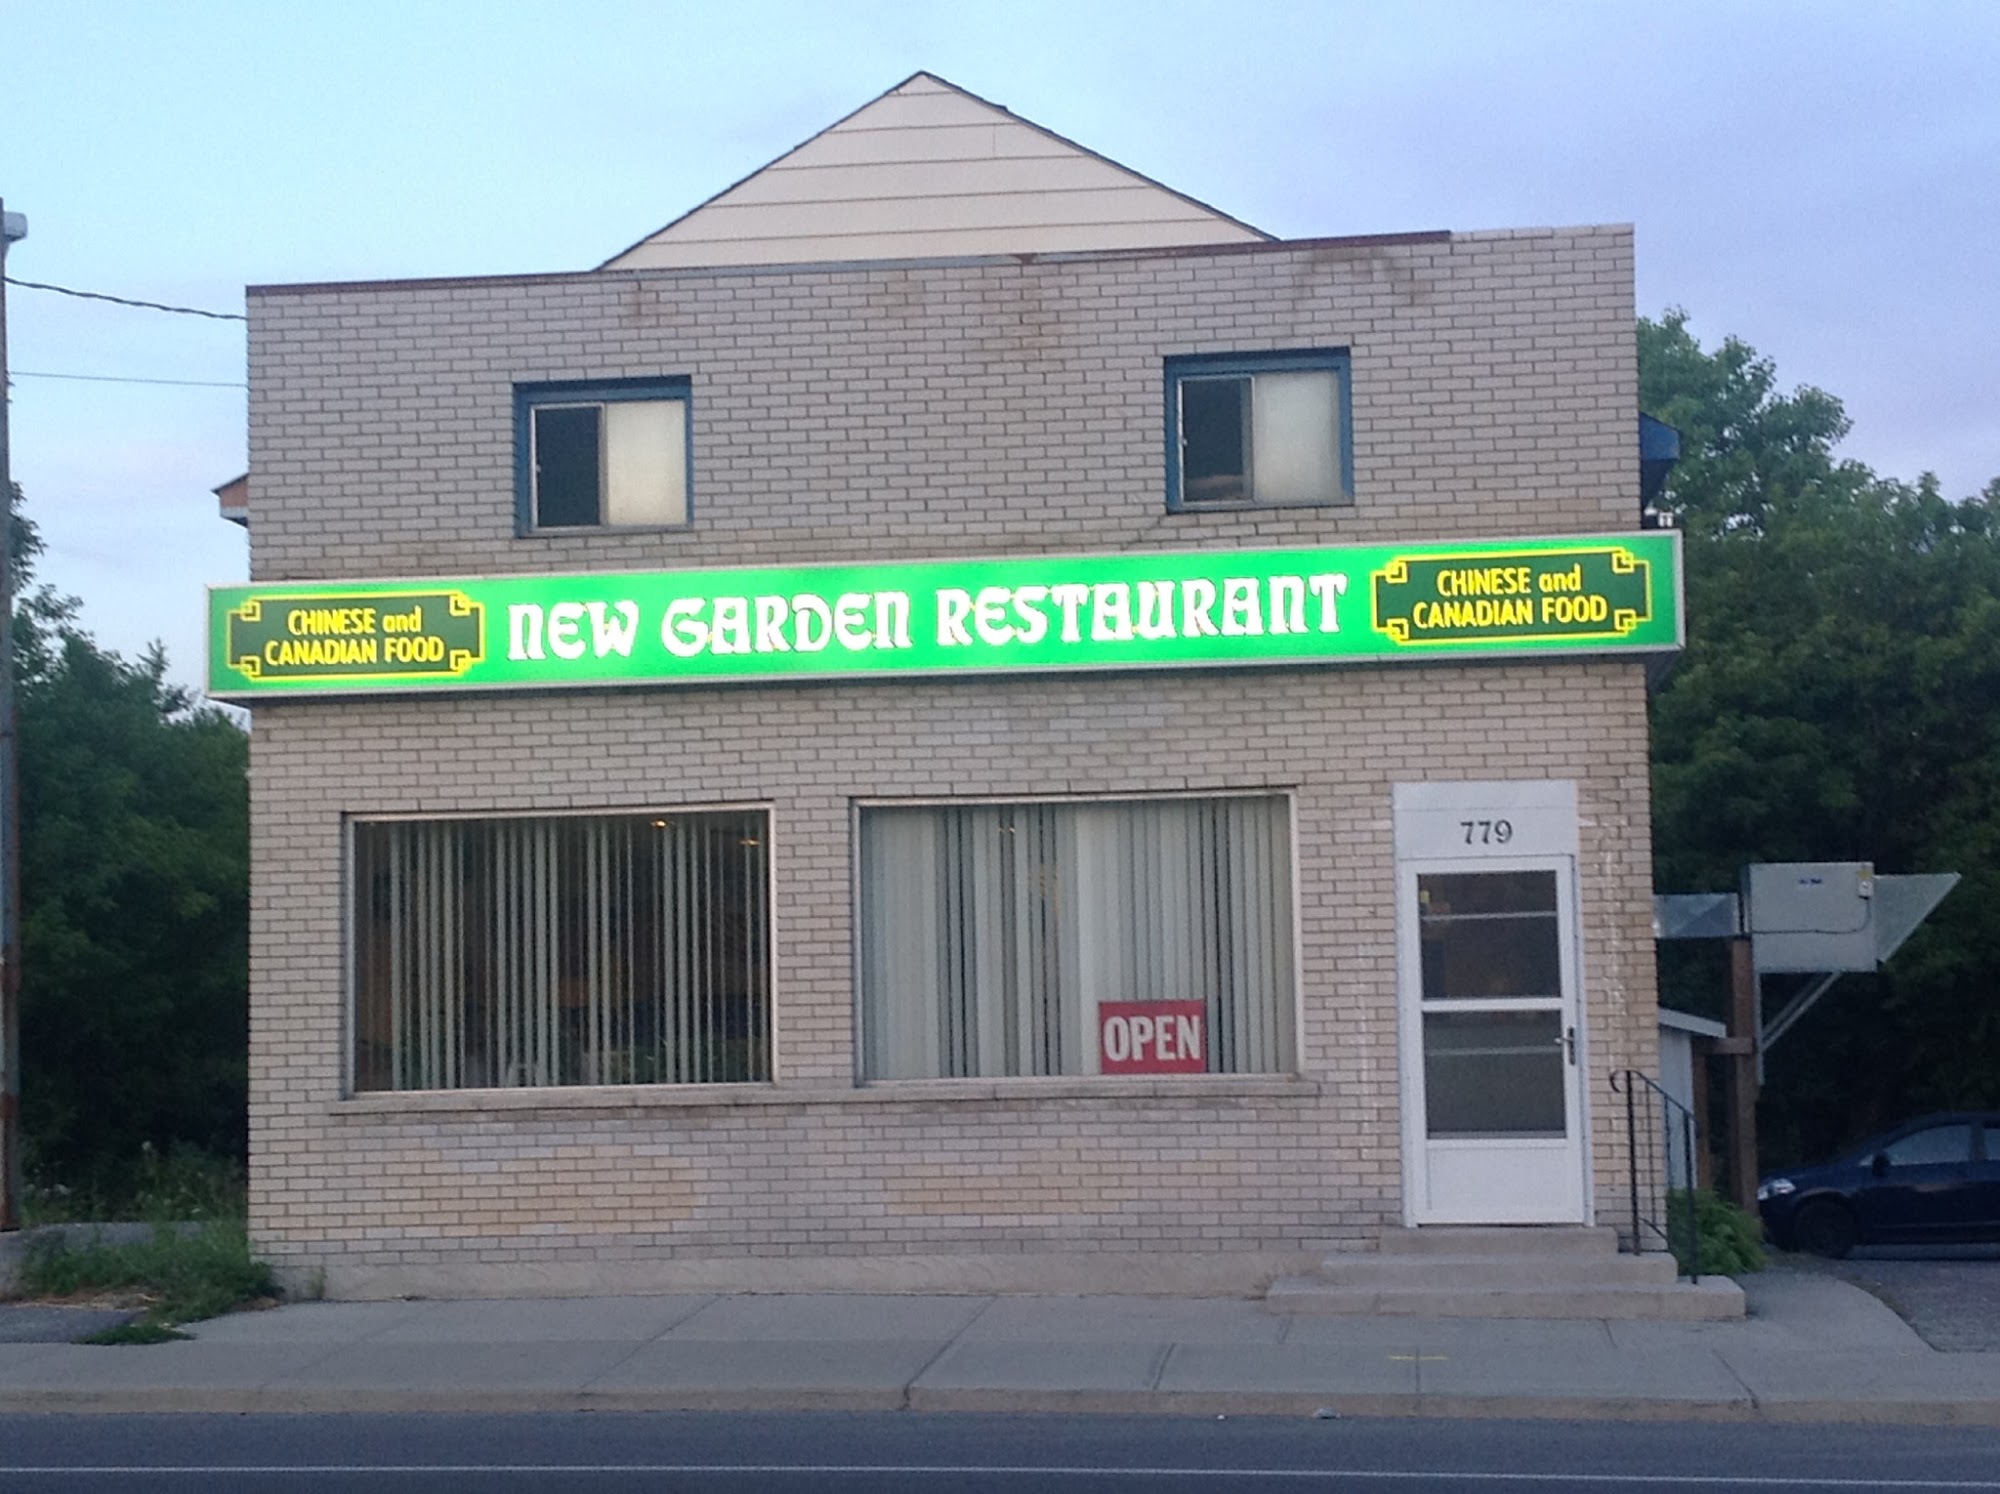 CHINESE and
CANADIAN FOOD
NEW GARDEN RESTAURANT
CHINESE and
CANADIAN FOOD
779
OPEN